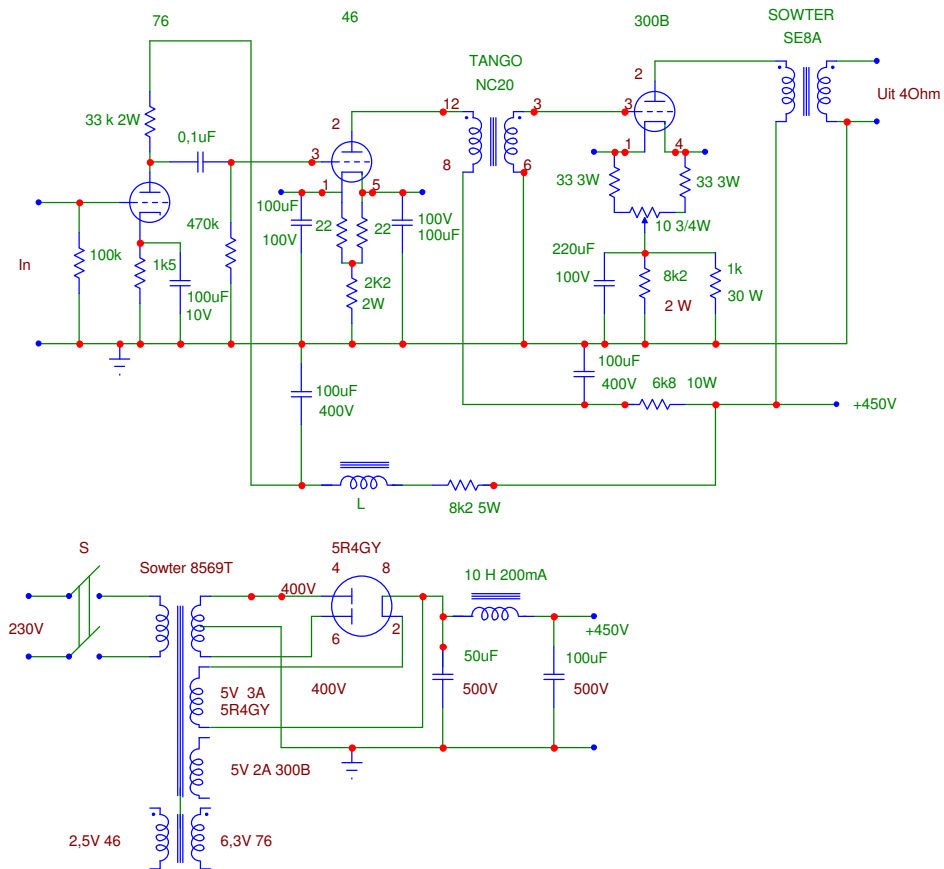 76
46
300B
SOWTER
SE8A
TANGO
NC20
2
2
Uit 4Ohm
33 k 2W
0,1uF
12
3
3
3
8
6
1
4
1
5
33 3W
33 3W
10 3/4W
100uF
100V
22
22
100V
100uF
470k
100k
1k5
In
100uF
10V
2K2
2W
220uF
100V
8k2
2 W
1k
30 W
100uF
400V
6k8 10W
+450V
100uF
400V
L
8k2 5W
S
Sowter 8569T
5R4GY
4
8
400V
10 H 200mA
230V
6
2
+450V
50uF
500V
100uF
500V
5V 3A
5R4GY
400V
5V 2A 300B
2,5V 46
6,3V 76